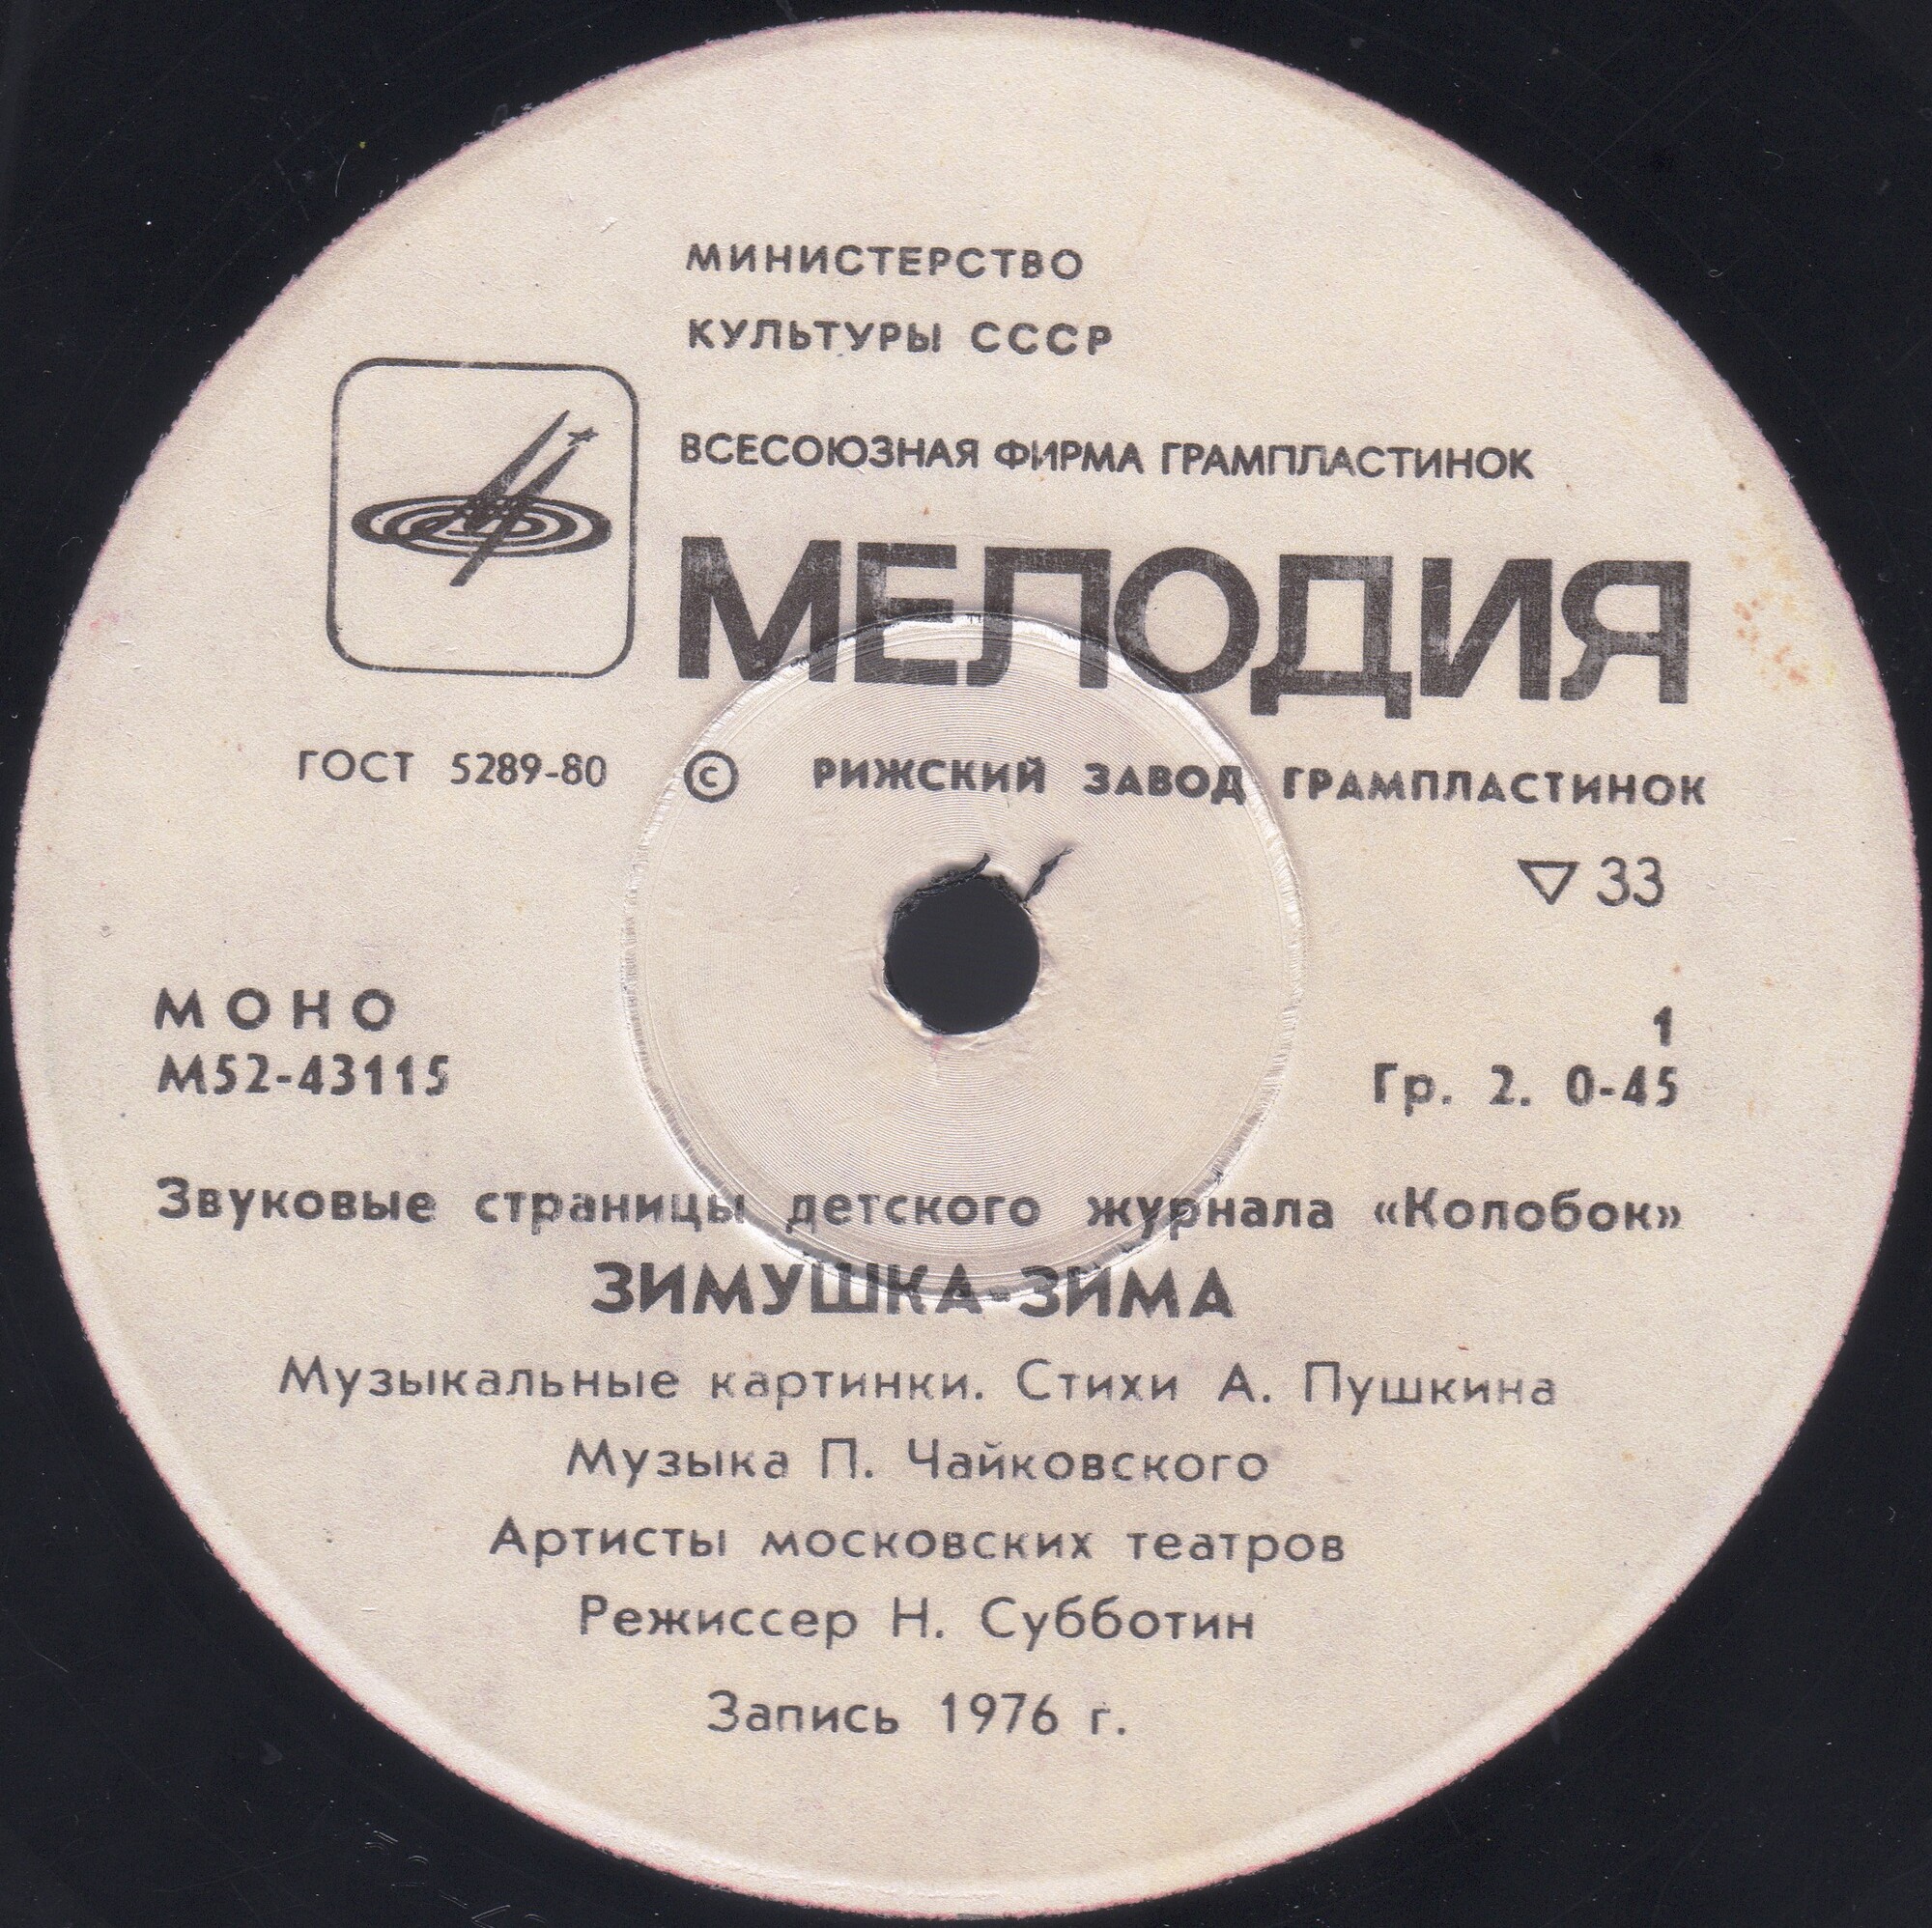 МИНИСТЕРСТВО
КУЛЬТУРЫ СССР
ВСЕСОЮЗНАЯ ФИРМА ГРАМПЛАСТИНОК
МЕЛОДИЯ
ГОСТ 5289-80 © РИЖСКИЙ ЗАВОД ГРАМПЛАСТИНОК
▽ 33
МОНО 1
М52-43115 Гр. 2. 0-45
Звуковые страницы детского журнала «Колобок»
ЗИМУШКА-ЗИМА
Музыкальные картинки. Стихи А. Пушкина
Музыка П. Чайковского
Артисты московских театров
Режиссер Н. Субботин
Запись 1976 г.